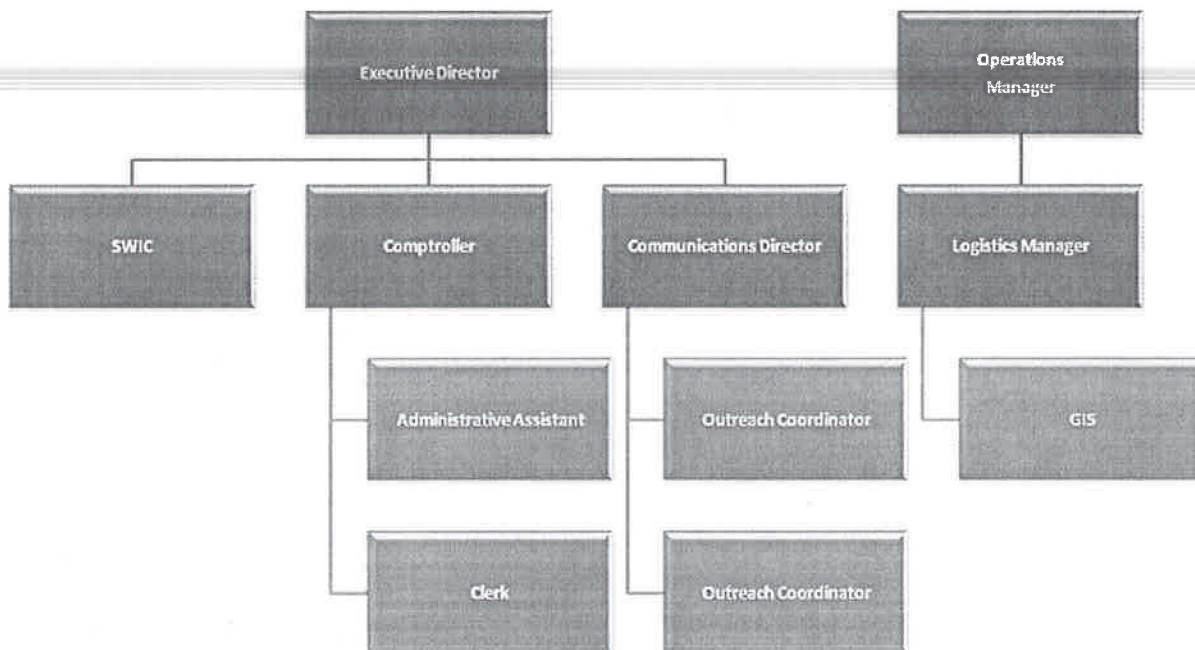 Executive Director
Operations
Manager
SWIC
Comptroller
Communications Director
Logistics Manager
Administrative Assistant
Outreach Coordinator
GIS
Clerk
Outreach Coordinator